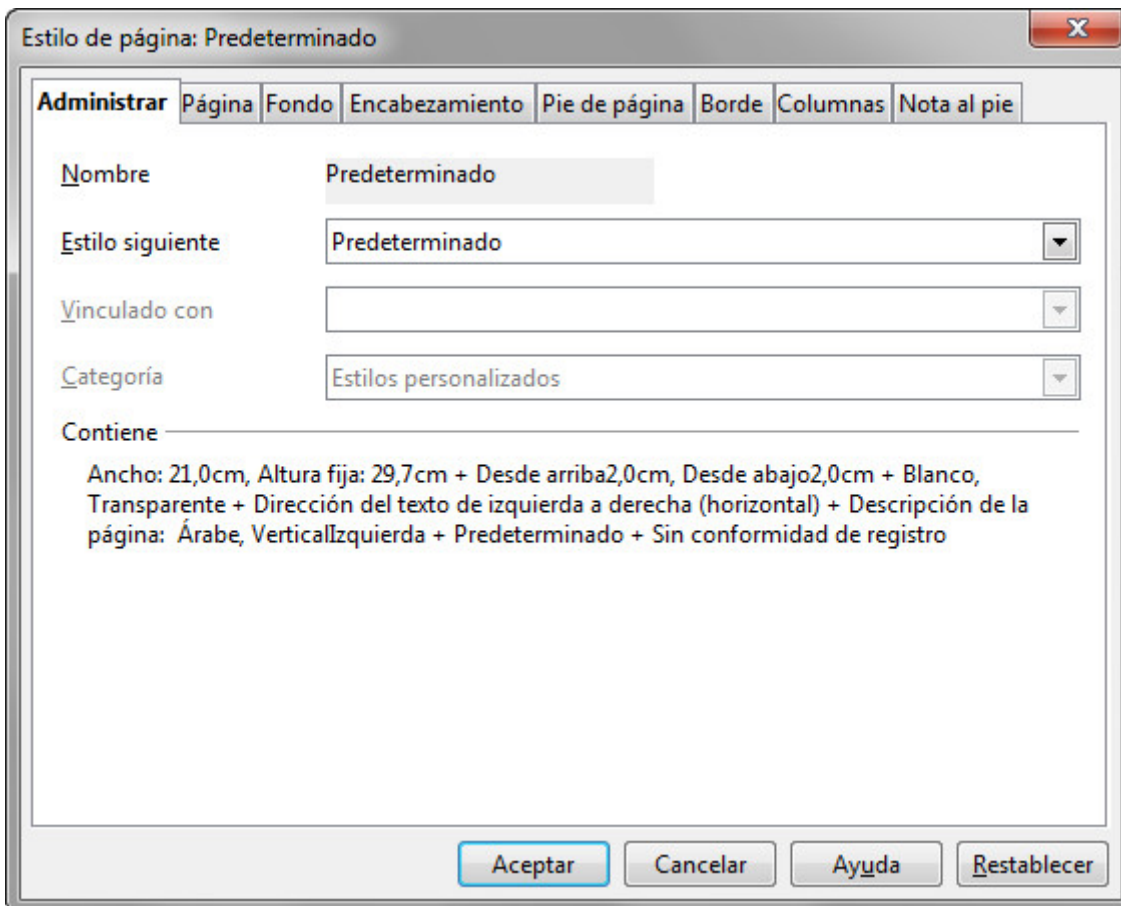 Estilo de página: Predeterminado
Administrar Página Fondo Encabezamiento Pie de página Borde Columnas Nota al pie
Nombre Predeterminado
Estilo siguiente Predeterminado
Vinculado con
Categoría Estilos personalizados
Contiene
Ancho: 21,0cm, Altura fija: 29,7cm + Desde arriba2,0cm, Desde abajo2,0cm + Blanco,
Transparente + Dirección del texto de izquierda a derecha (horizontal) + Descripción de la
página: Árabe, VerticalIzquierda + Predeterminado + Sin conformidad de registro
Aceptar Cancelar Ayuda Restablecer